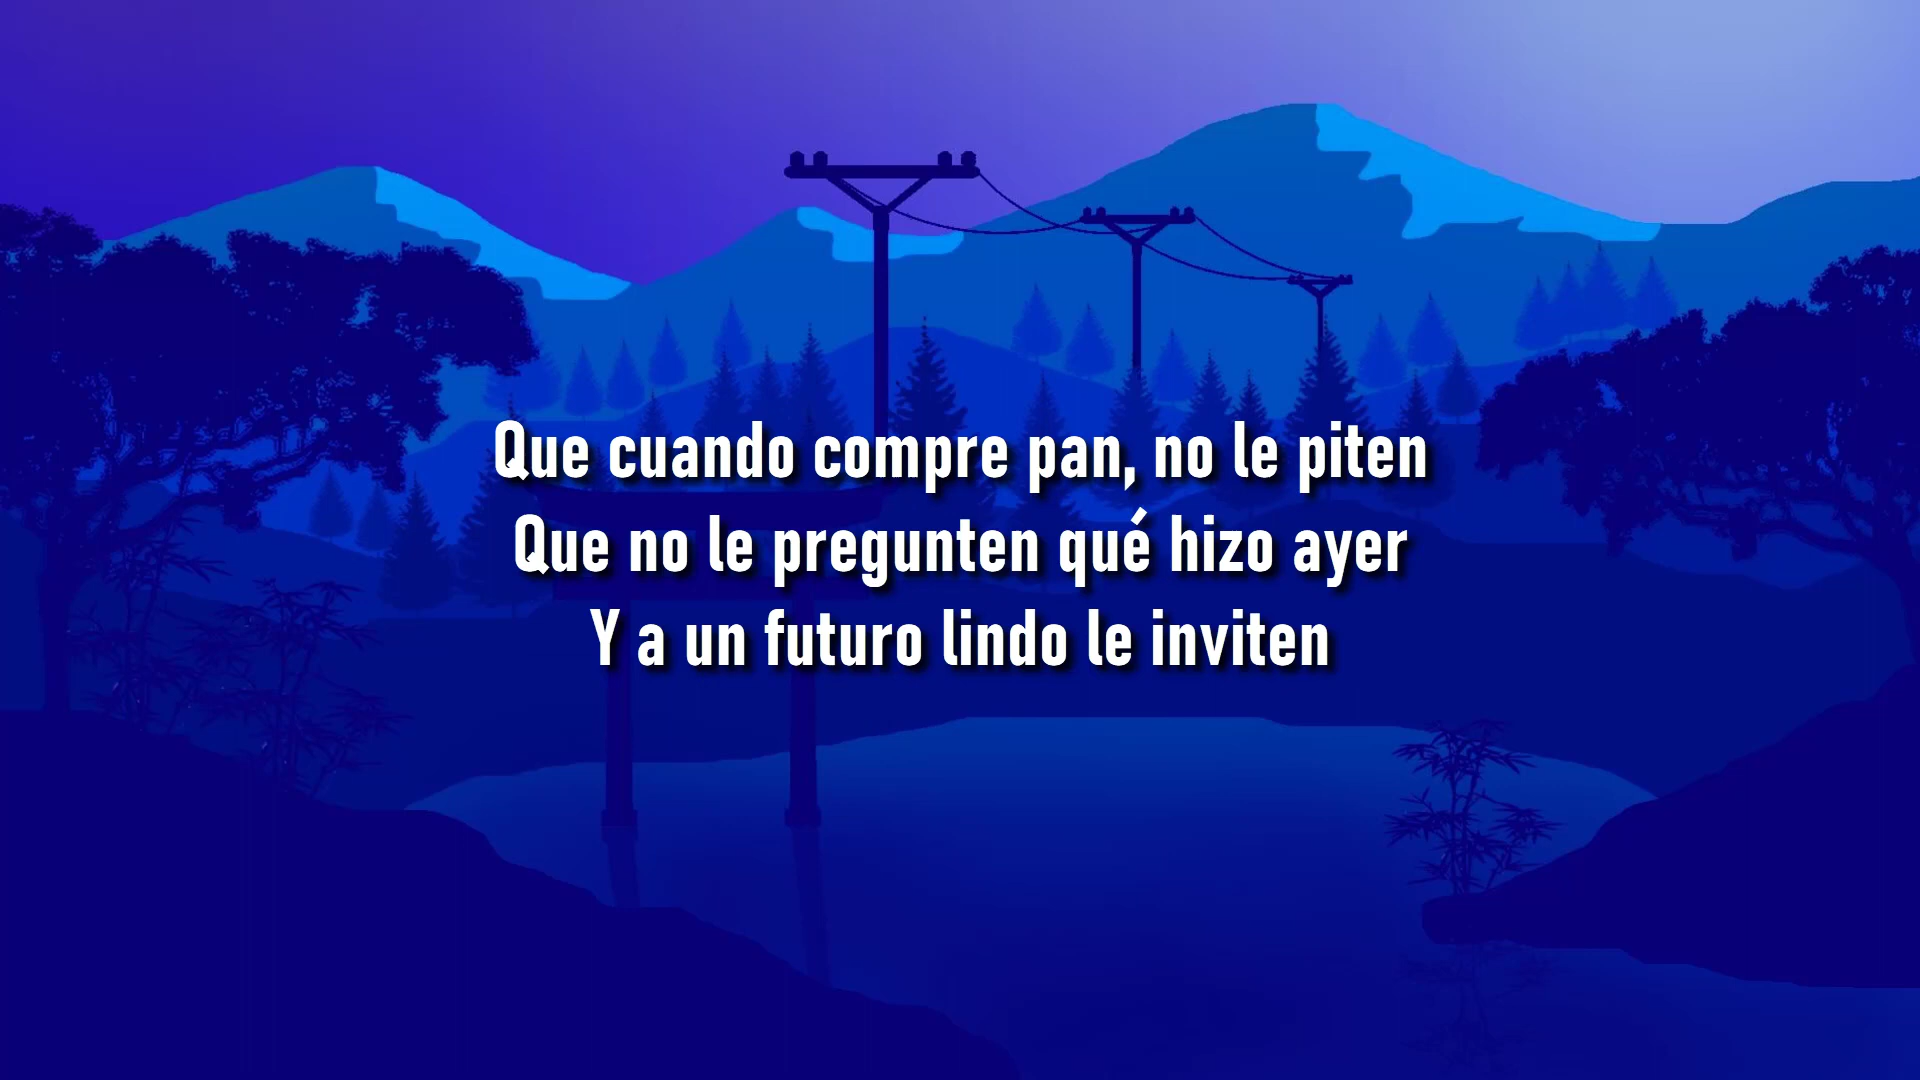 Que cuando compre pan, no le piten
Que no le pregunten qué hizo ayer
Y a un futuro lindo le inviten